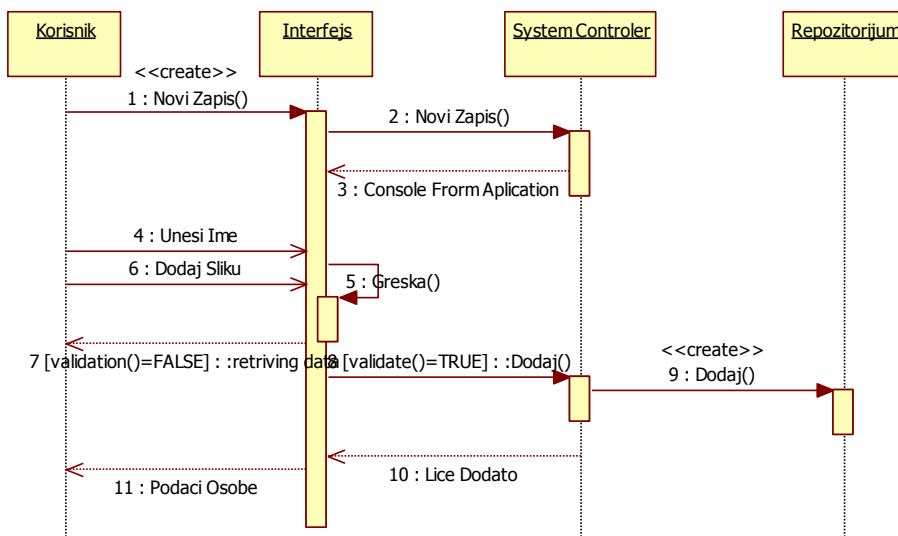 Korisnik
Interfejs
System Controler
Repozitorijum
<<create>>
1 : Novi Zapis()
2 : Novi Zapis()
3 : Console Frorm Aplication
4 : Unesi Ime
6 : Dodaj Sliku
5 : Greska()
7 [validation()=FALSE] : :retriving data
8 [validate()=TRUE] : :Dodaj()
<<create>>
9 : Dodaj()
10 : Lice Dodato
11 : Podaci Osobe